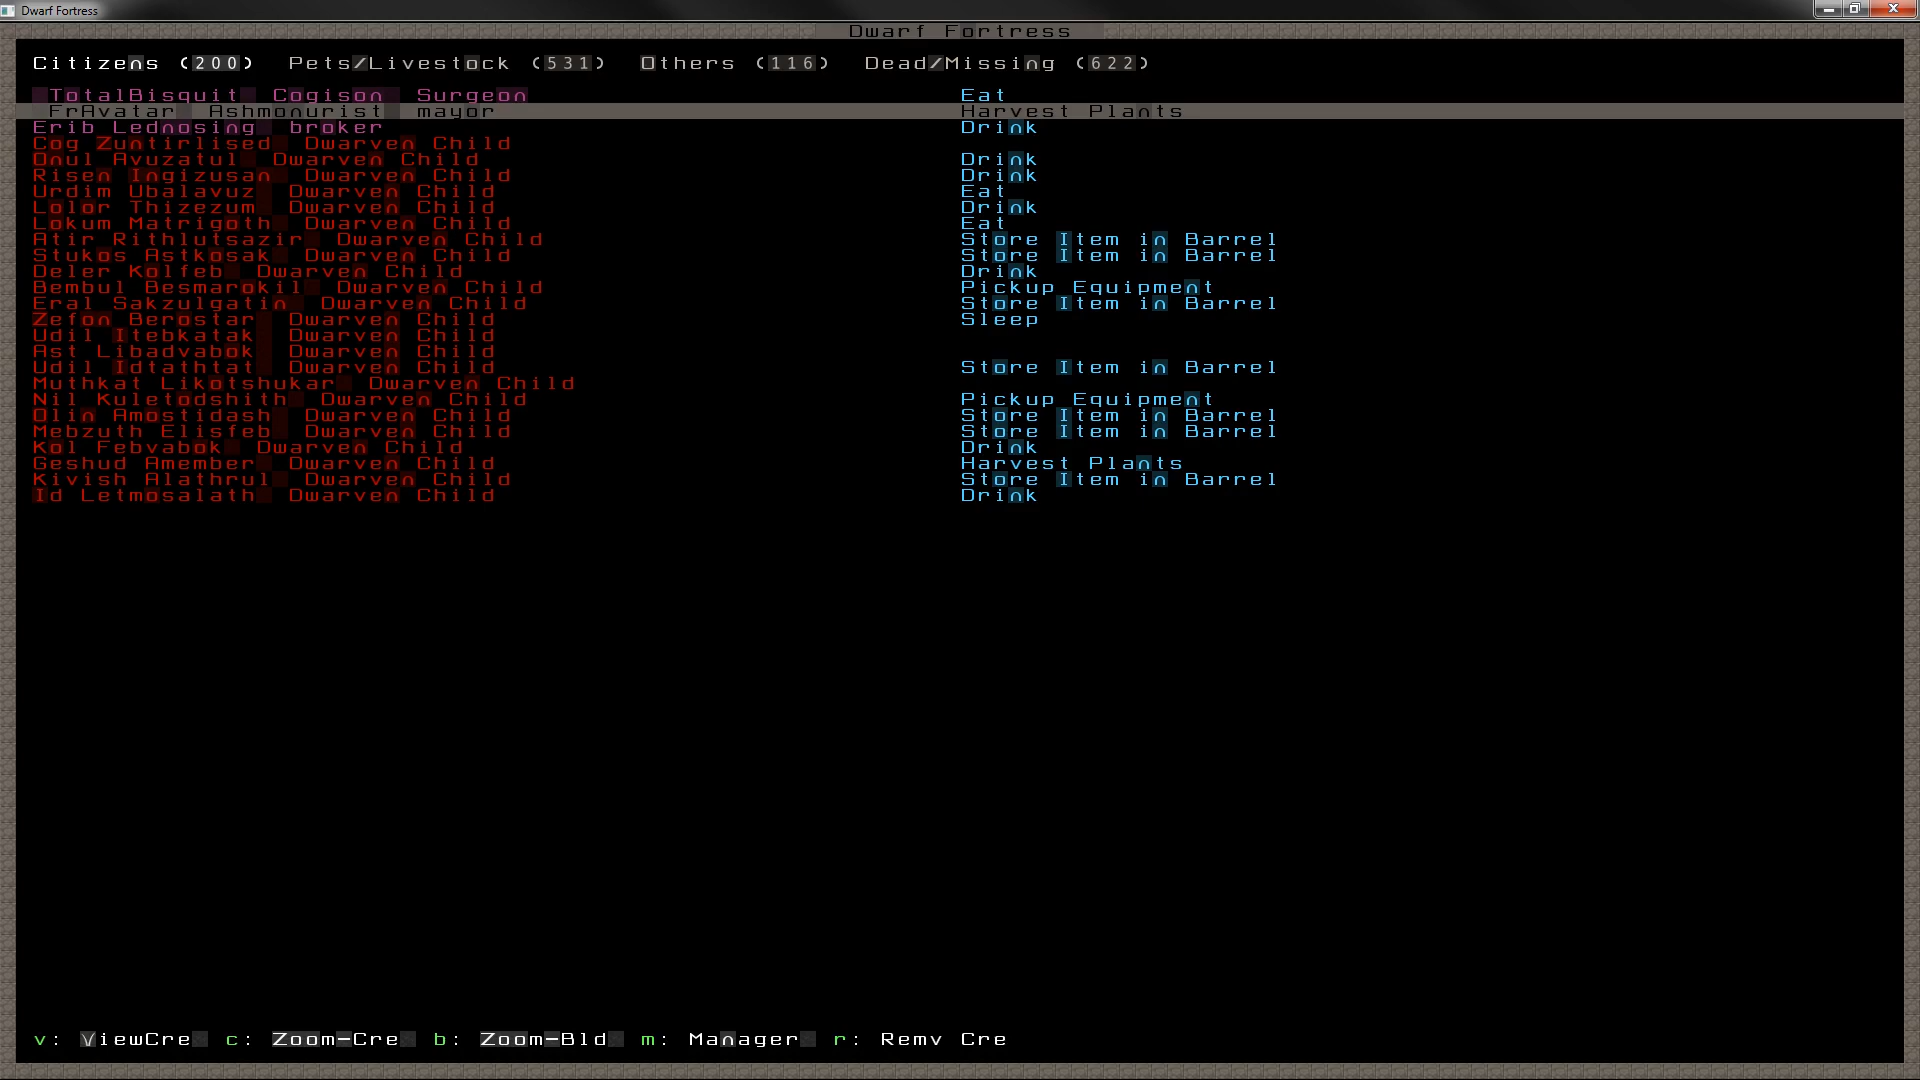 Dwarf Fortress
Dwarf Fortress
Citizens (200) Pets/Livestock (531) Others (116) Dead/Missing (622)
TotalBisquit Cogison Surgeon Eat
FrAvatar Ashmonurist mayor Harvest Plants
Erib Lednosing broker Drink
Cog Zuntirlised Dwarven Child
Onul Avuzatul Dwarven Child Drink
Risen Ingizusan Dwarven Child Drink
Urdim Ubalavuz Dwarven Child Eat
Lolor Thizezum Dwarven Child Drink
Lokum Matrigoth Dwarven Child Eat
Atir Rithlutsazir Dwarven Child Store Item in Barrel
Stukos Astkosak Dwarven Child Store Item in Barrel
Deler Kolfeb Dwarven Child Drink
Bembul Besmarokil Dwarven Child Pickup Equipment
Eral Sakzulgatin Dwarven Child Store Item in Barrel
Zefon Berostar Dwarven Child Sleep
Udil Itebkatak Dwarven Child
Ast Libadvabok Dwarven Child
Udil Idtathtat Dwarven Child Store Item in Barrel
Muthkat Likotshukar Dwarven Child
Nil Kuletodshith Dwarven Child Pickup Equipment
Olin Amostidash Dwarven Child Store Item in Barrel
Mebzuth Elisfeb Dwarven Child Store Item in Barrel
Kol Febvabok Dwarven Child Drink
Geshud Amember Dwarven Child Harvest Plants
Kivish Alathrul Dwarven Child Store Item in Barrel
Id Letmosalath Dwarven Child Drink
v: ViewCre c: Zoom-Cre b: Zoom-Bld m: Manager r: Remv Cre